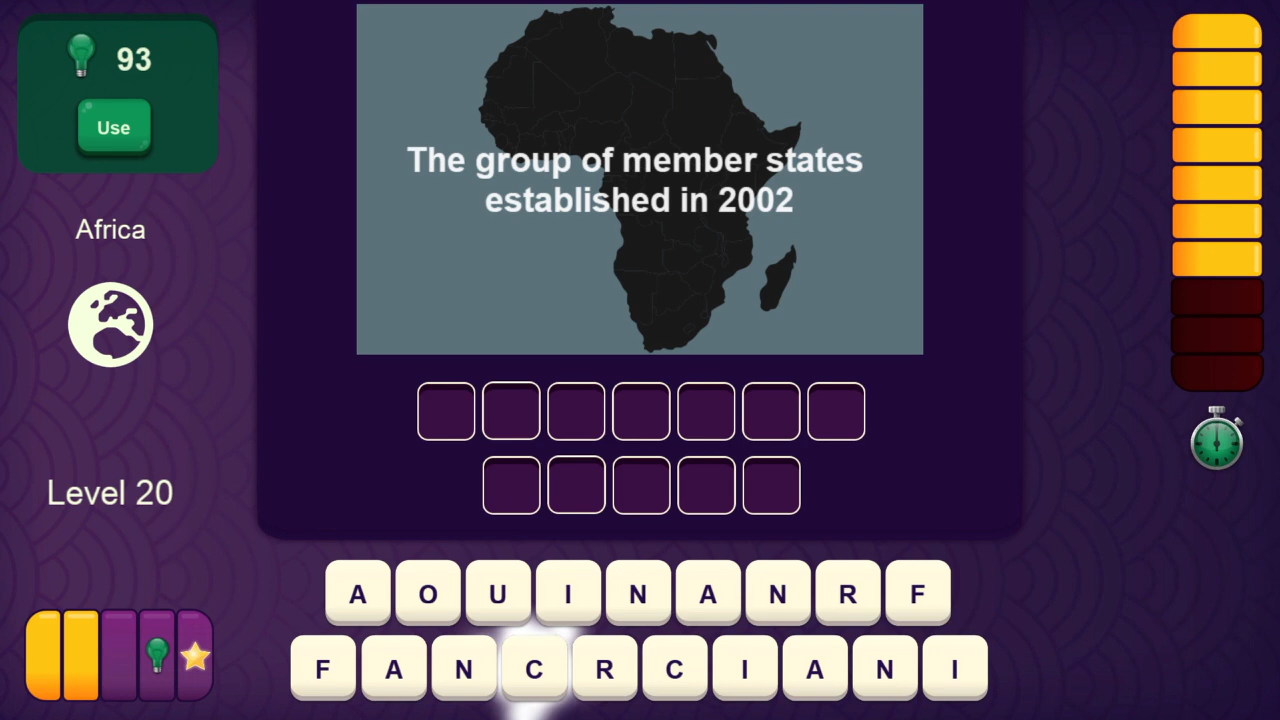 93
Use
Africa
Level 20
The group of member states
established in 2002
A O U I N A N R F
F A N C R C I A N I